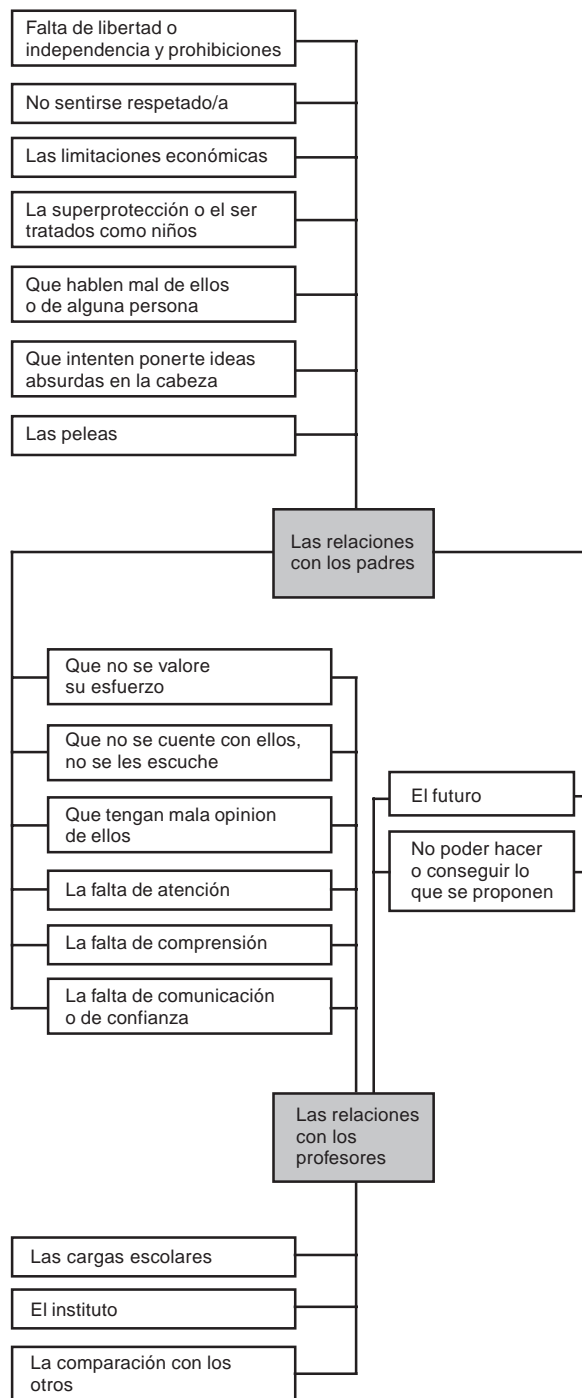 Falta de libertad o
independencia y prohibiciones
No sentirse respetado/a
Las limitaciones económicas
La superprotección o el ser
tratados como niños
Que hablen mal de ellos
o de alguna persona
Que intenten ponerte ideas
absurdas en la cabeza
Las peleas
Las relaciones
con los padres
Que no se valore
su esfuerzo
Que no se cuente con ellos,
no se les escuche
Que tengan mala opinion
de ellos
La falta de atención
La falta de comprensión
La falta de comunicación
o de confianza
El futuro
No poder hacer
o conseguir lo
que se proponen
Las relaciones
con los
profesores
Las cargas escolares
El instituto
La comparación con los
otros